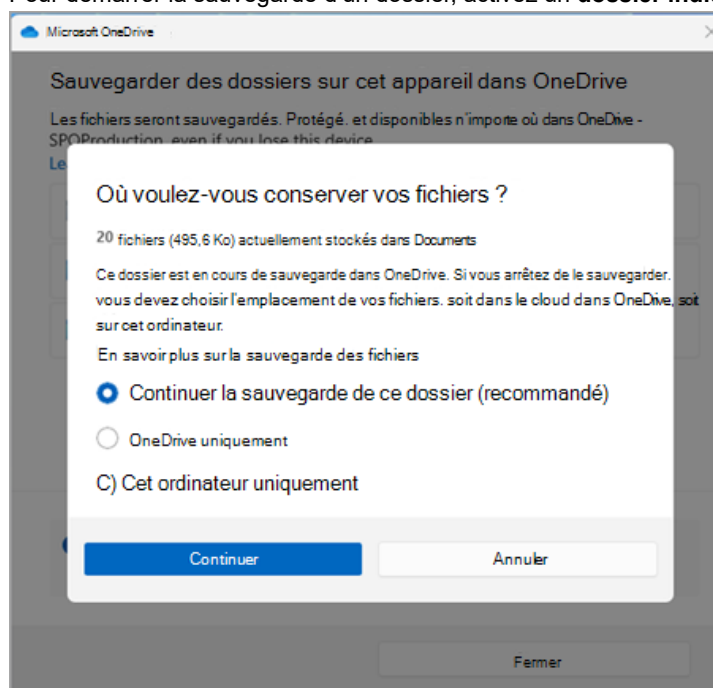 Microsoft OneDrive
Sauvegarder des dossiers sur cet appareil dans OneDrive
Les fichiers seront sauvegardés. Protégé. et disponibles n'importe où dans OneDive -
SPOProduction, even if you lose this device
Le
Où voulez-vous conserver vos fichiers ?
20 fichiers (495,6 Ko) actuellement stockés dans Documents
Ce dossier est en cours de sauvegarde dans OneDrive. Si vous arrêtez de le sauvegarder.
vous devez choisir l'emplacement de vos fichiers. soit dans le cloud dans OneDive, soit
sur cet ordinateur.
En savoir plus sur la sauvegarde des fichiers
Continuer la sauvegarde de ce dossier (recommandé)
OneDrive uniquement
C) Cet ordinateur uniquement
Continuer
Annuler
Fermer